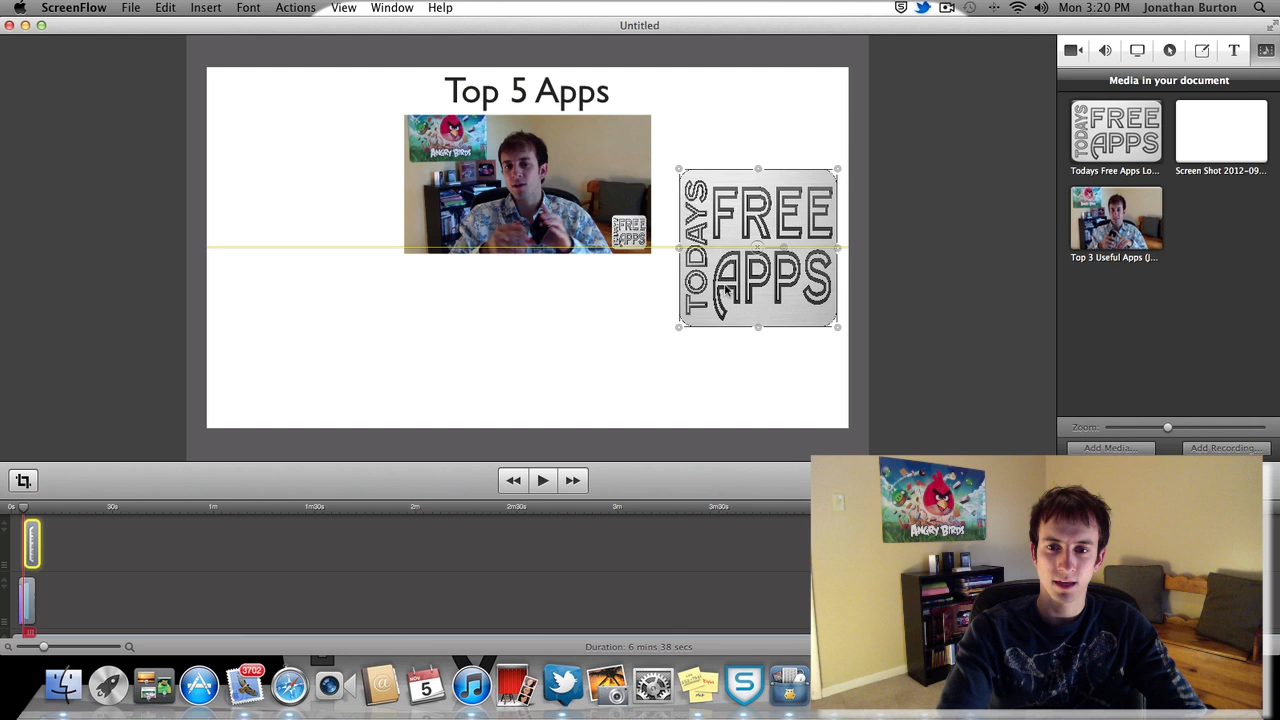 ScreenFlow File Edit Insert Font Actions View Window Help Mon 3:20 PM Jonathan Burton
Untitled
Top 5 Apps
ANGRY BIRDS
FREE APPS
TODAYS FREE APPS
T
Media in your document
TODAYS FREE APPS
Todays Free Apps Lo...
Screen Shot 2012-09...
Top 3 Useful Apps (J...
Zoom:
Add Media...
Add Recording...
0s 30s 1m 1m30s 2m 2m30s 3m 3m30s
Duration: 6 mins 38 secs
ANGRY BIRDS
3702
NOV
5